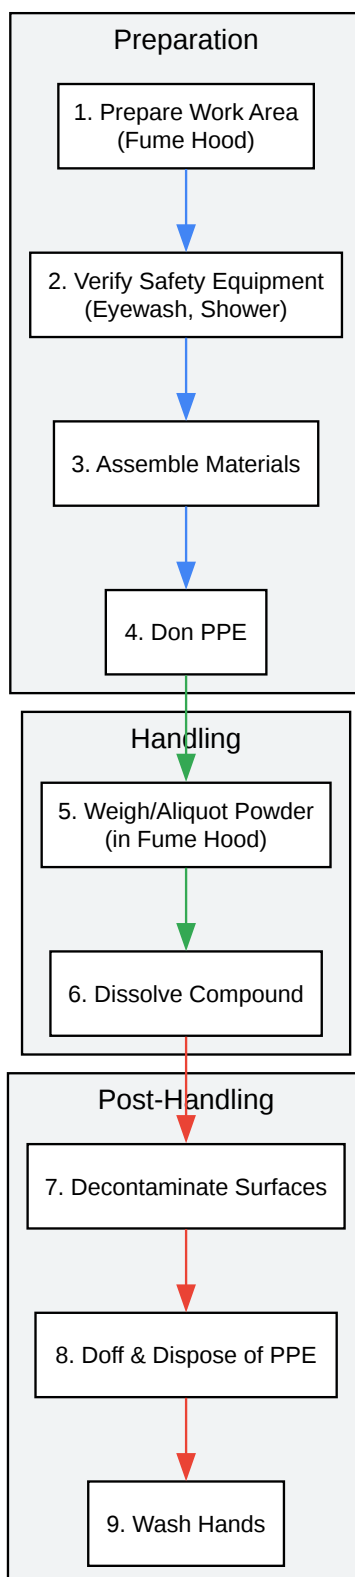 Preparation
1. Prepare Work Area
(Fume Hood)
2. Verify Safety Equipment
(Eyewash, Shower)
3. Assemble Materials
4. Don PPE
Handling
5. Weigh/Aliquot Powder
(in Fume Hood)
6. Dissolve Compound
Post-Handling
7. Decontaminate Surfaces
8. Doff & Dispose of PPE
9. Wash Hands